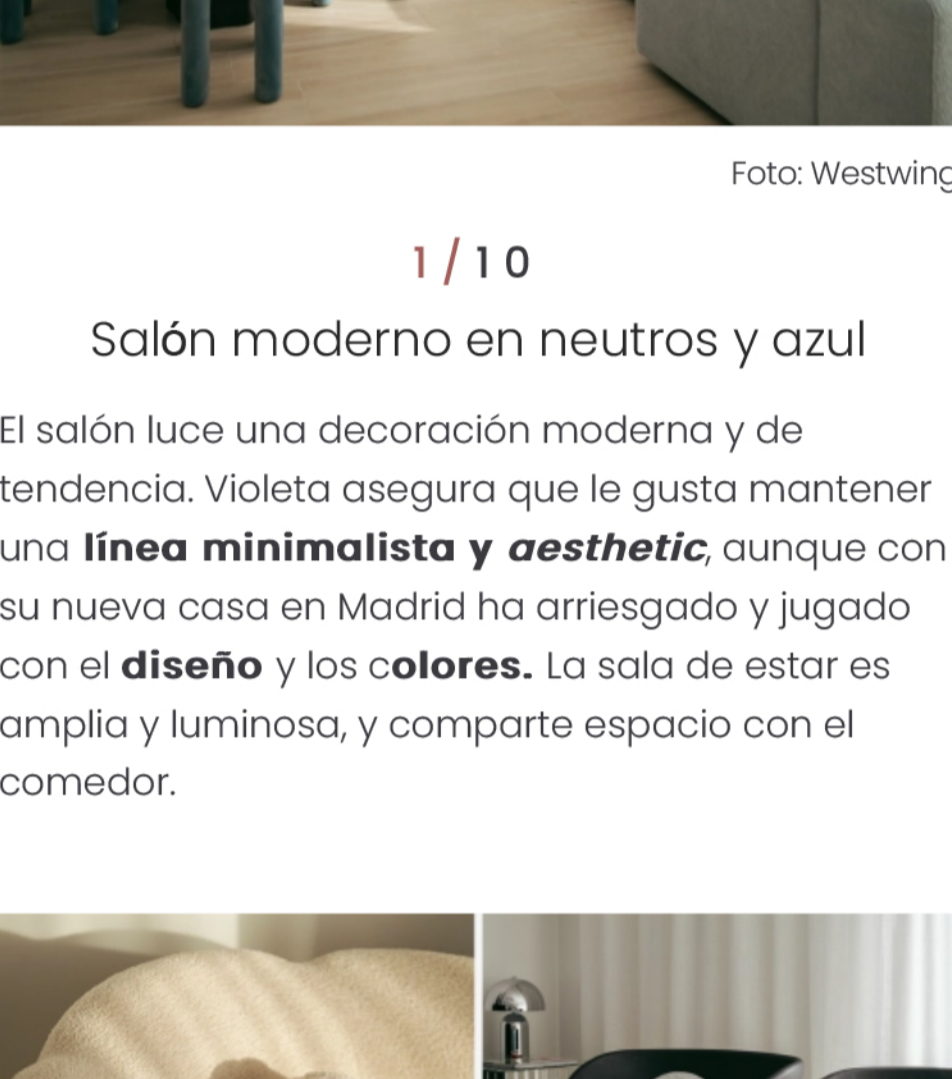 Foto: Westwing
1/10
Salón moderno en neutros y azul
El salón luce una decoración moderna y de
tendencia. Violeta asegura que le gusta mantener
una línea minimalista y aesthetic, aunque con
su nueva casa en Madrid ha arriesgado y jugado
con el diseño y los colores. La sala de estar es
amplia y luminosa, y comparte espacio con el
comedor.